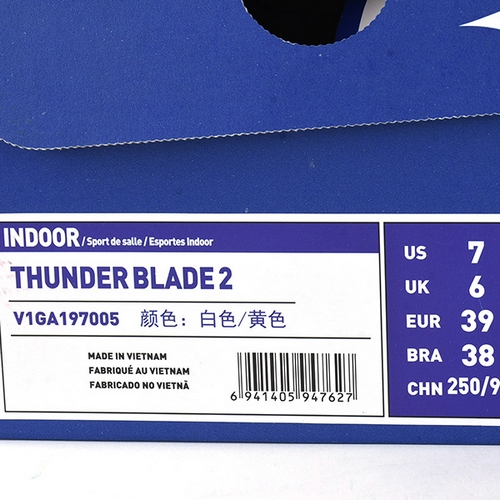 INDOOR / Sport de salle / Esportes Indoor
THUNDER BLADE 2
V1GA197005 颜色：白色/黄色
MADE IN VIETNAM
FABRIQUÉ AU VIETNAM
FABRICADO NO VIETNÃ
6 941405 947627
US 7
UK 6
EUR 39
BRA 38
CHN 250/9